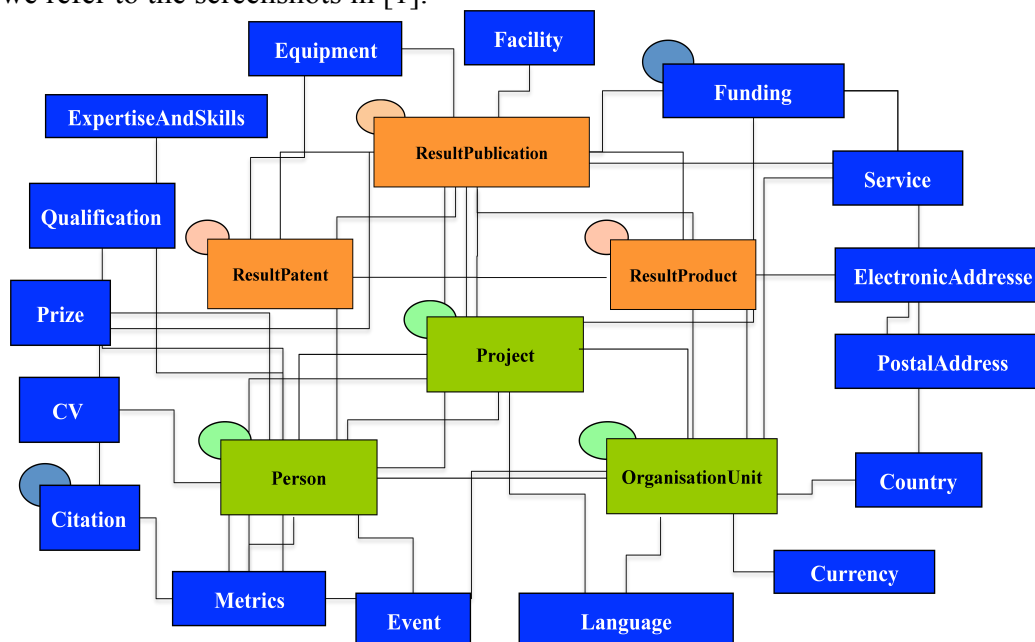 we refer to the screenshots in [1].
Equipment
Facility
Funding
ExpertiseAndSkills
ResultPublication
Service
Qualification
ResultPatent
ResultProduct
ElectronicAddresse
Prize
Project
PostalAddress
CV
Person
OrganisationUnit
Country
Citation
Currency
Metrics
Event
Language